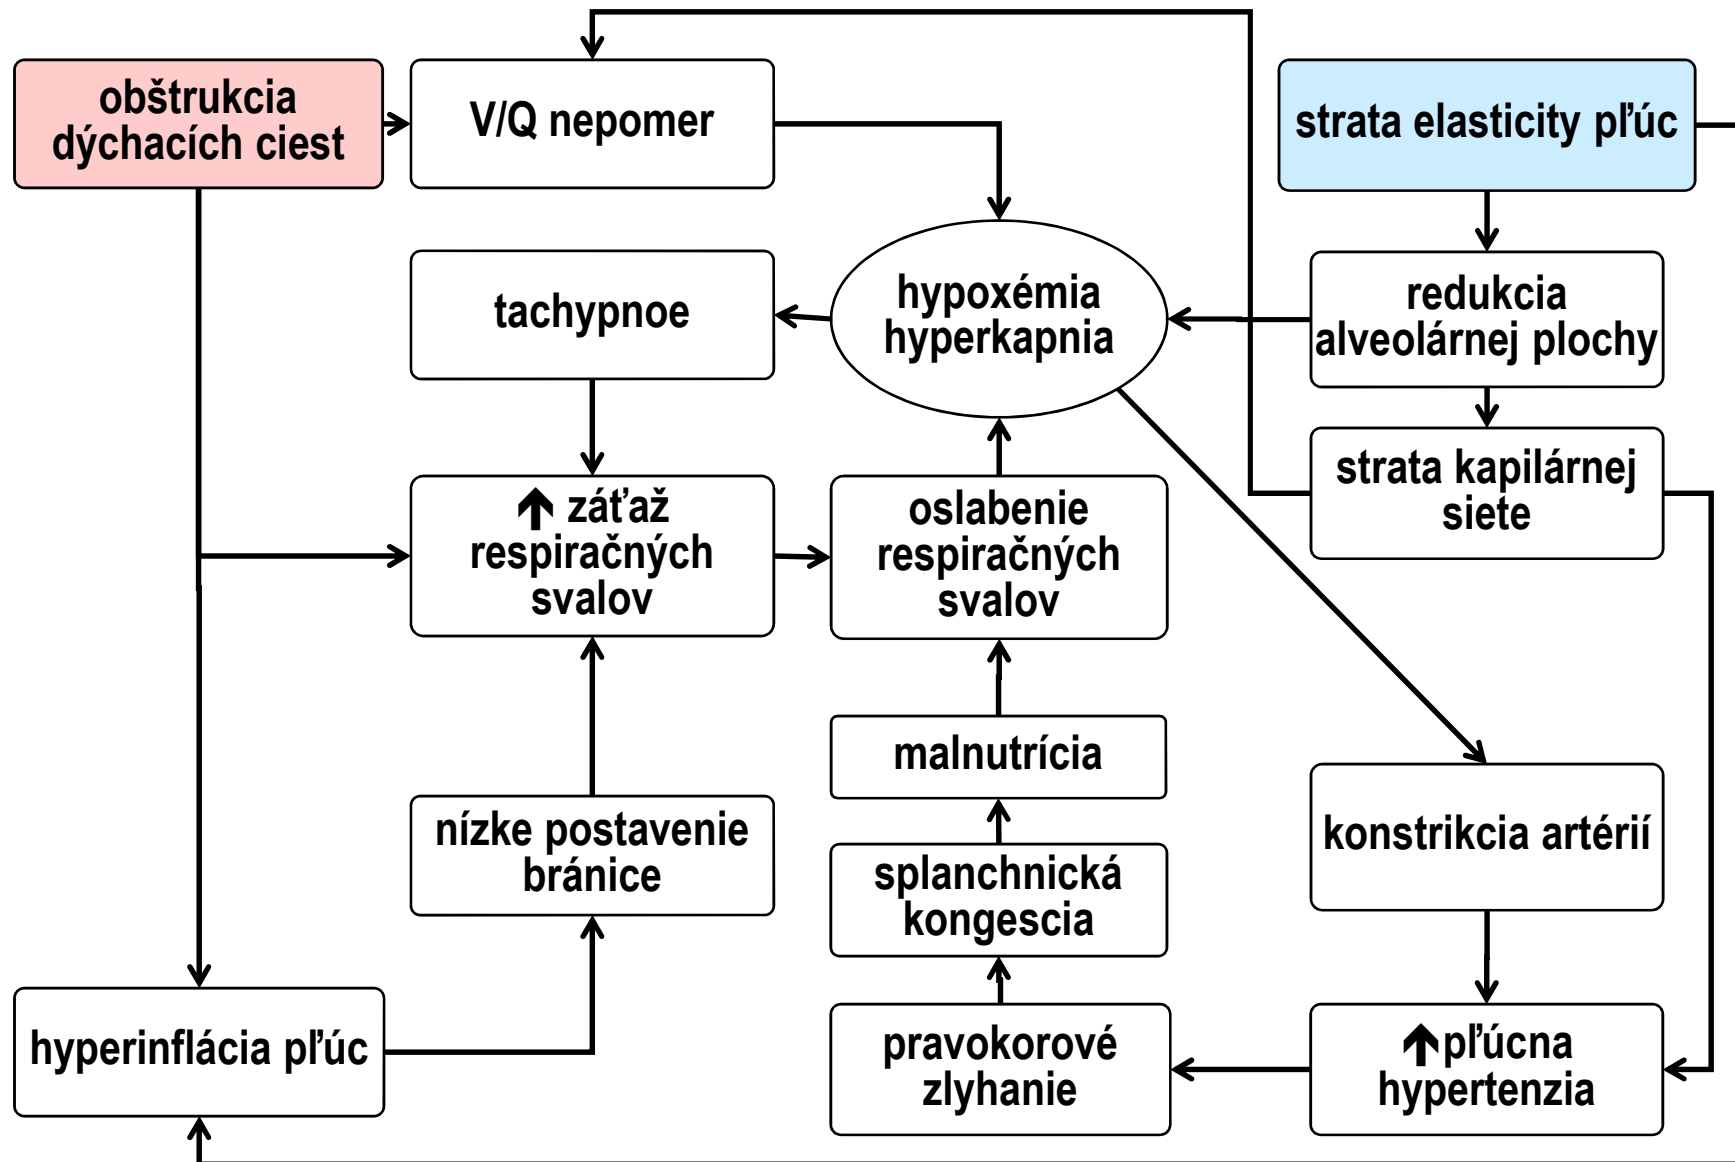 obštrukcia
dýchacích ciest
V/Q nepomer
strata elasticity pľúc
tachypnoe
hypoxémia
hyperkapnia
redukcia
alveolárnej plochy
strata kapilárnej
siete
↑ záťaž
respiračných
svalov
oslabenie
respiračných
svalov
malnutrícia
nízke postavenie
bránice
splanchnická
kongescia
konstrikcia artérií
hyperinflácia pľúc
pravokorové
zlyhanie
↑pľúcna
hypertenzia